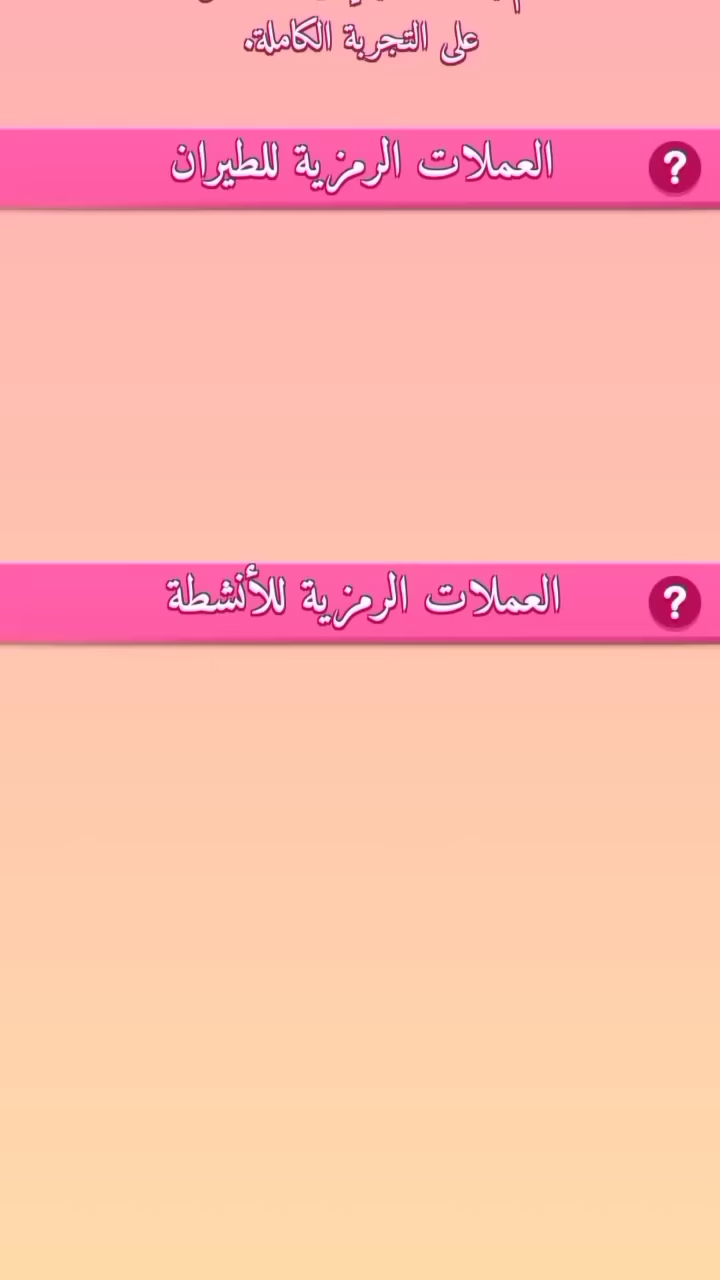 على التجربة الكاملة.
العملات الرمزية للطيران
?
العملات الرمزية للأنشطة
?